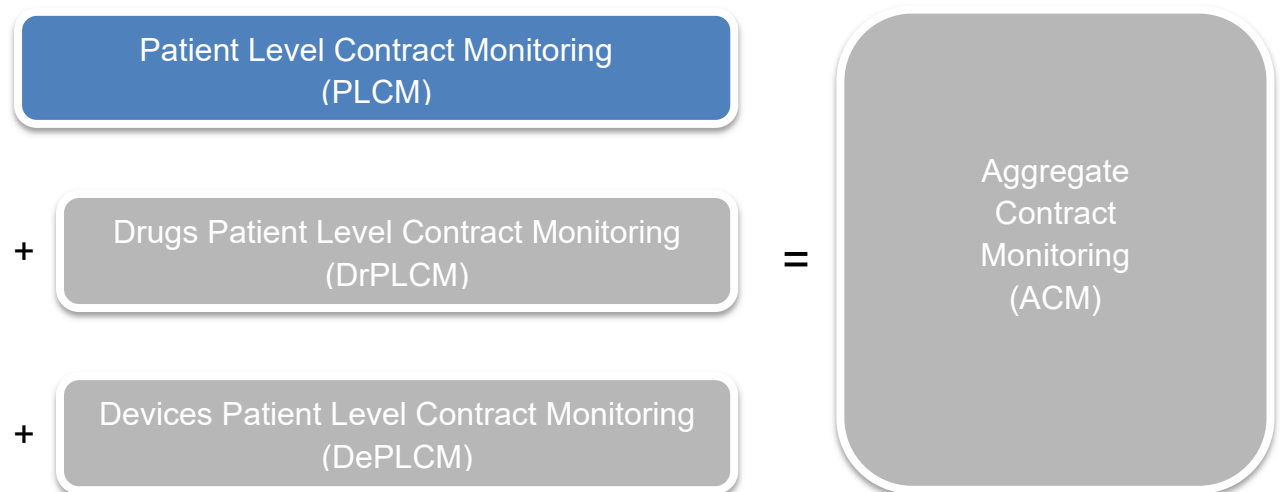 Patient Level Contract Monitoring
(PLCM)
+
Drugs Patient Level Contract Monitoring
(DrPLCM)
+
Devices Patient Level Contract Monitoring
(DePLCM)
=
Aggregate
Contract
Monitoring
(ACM)